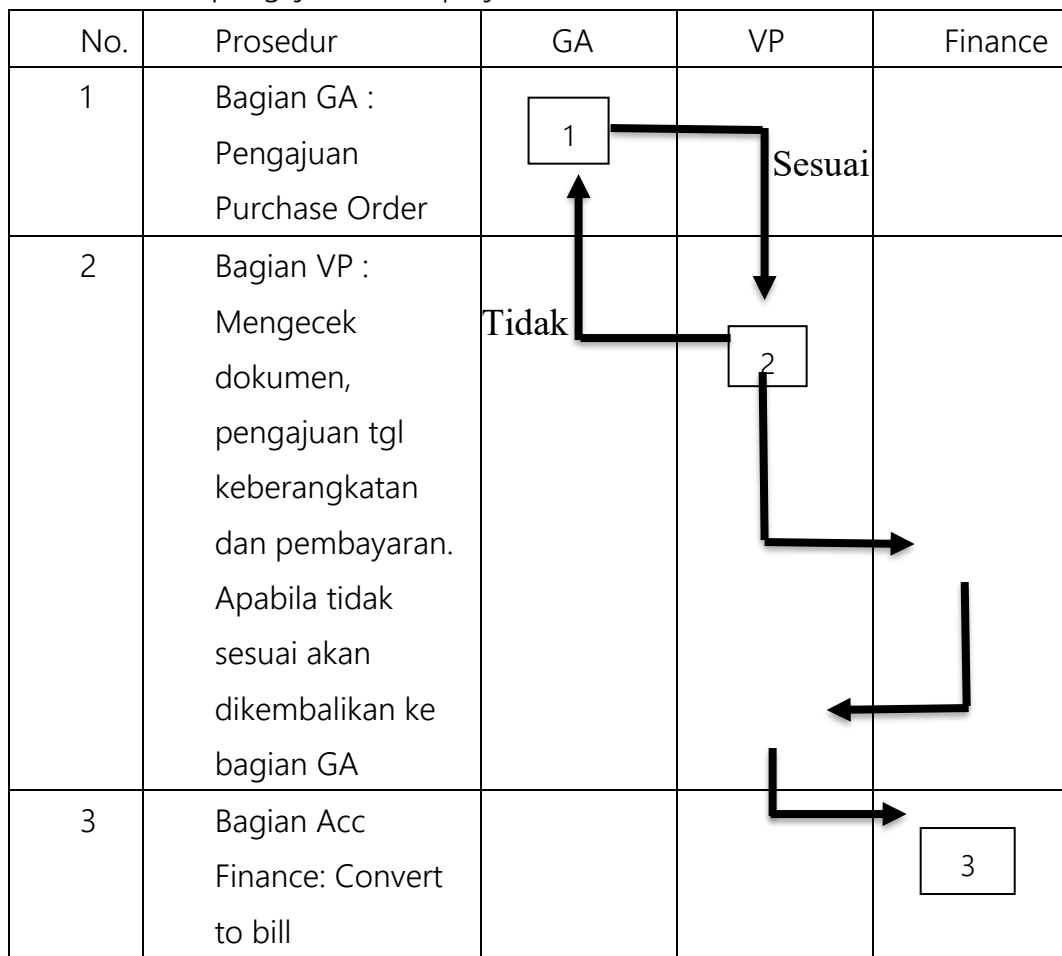 No. Prosedur GA VP Finance
1 Bagian GA :
Pengajuan
Purchase Order
1
Sesuai
2 Bagian VP :
Mengecek
dokumen,
pengajuan tgl
keberangkatan
dan pembayaran.
Apabila tidak
sesuai akan
dikembalikan ke
bagian GA
Tidak
2
3 Bagian Acc
Finance: Convert
to bill
3